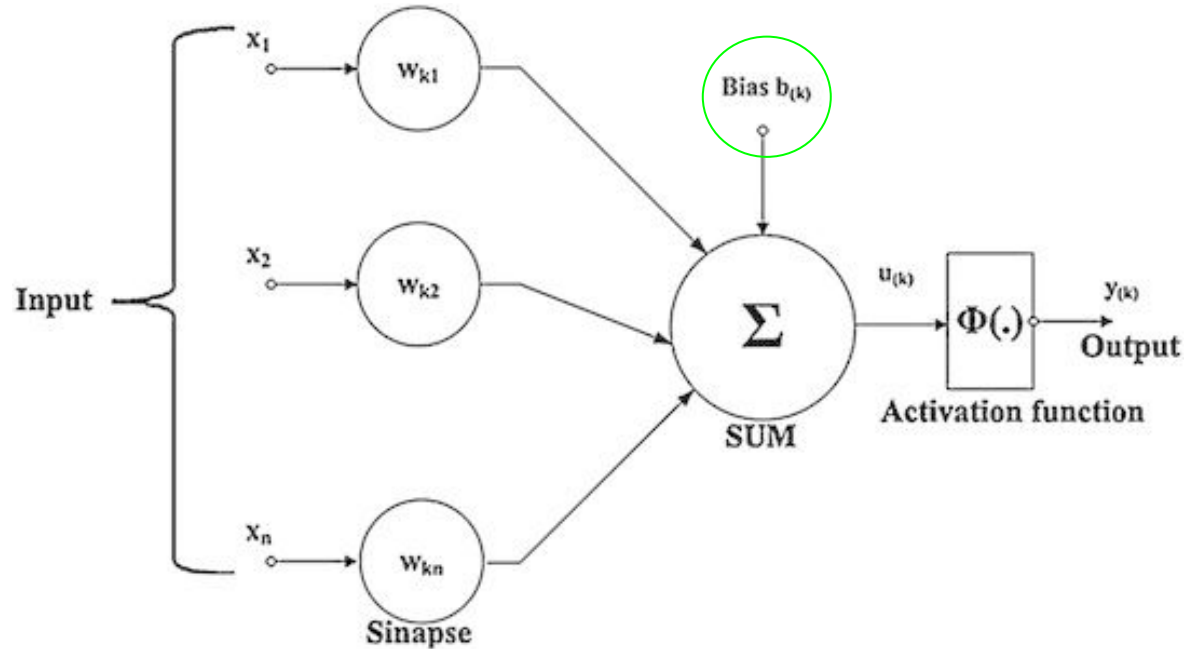 x1
wk1
Bias b(k)
x2
wk2
Input
Σ
u(k)
Φ(.)
y(k)
Output
Activation function
SUM
xn
wkn
Sinapse